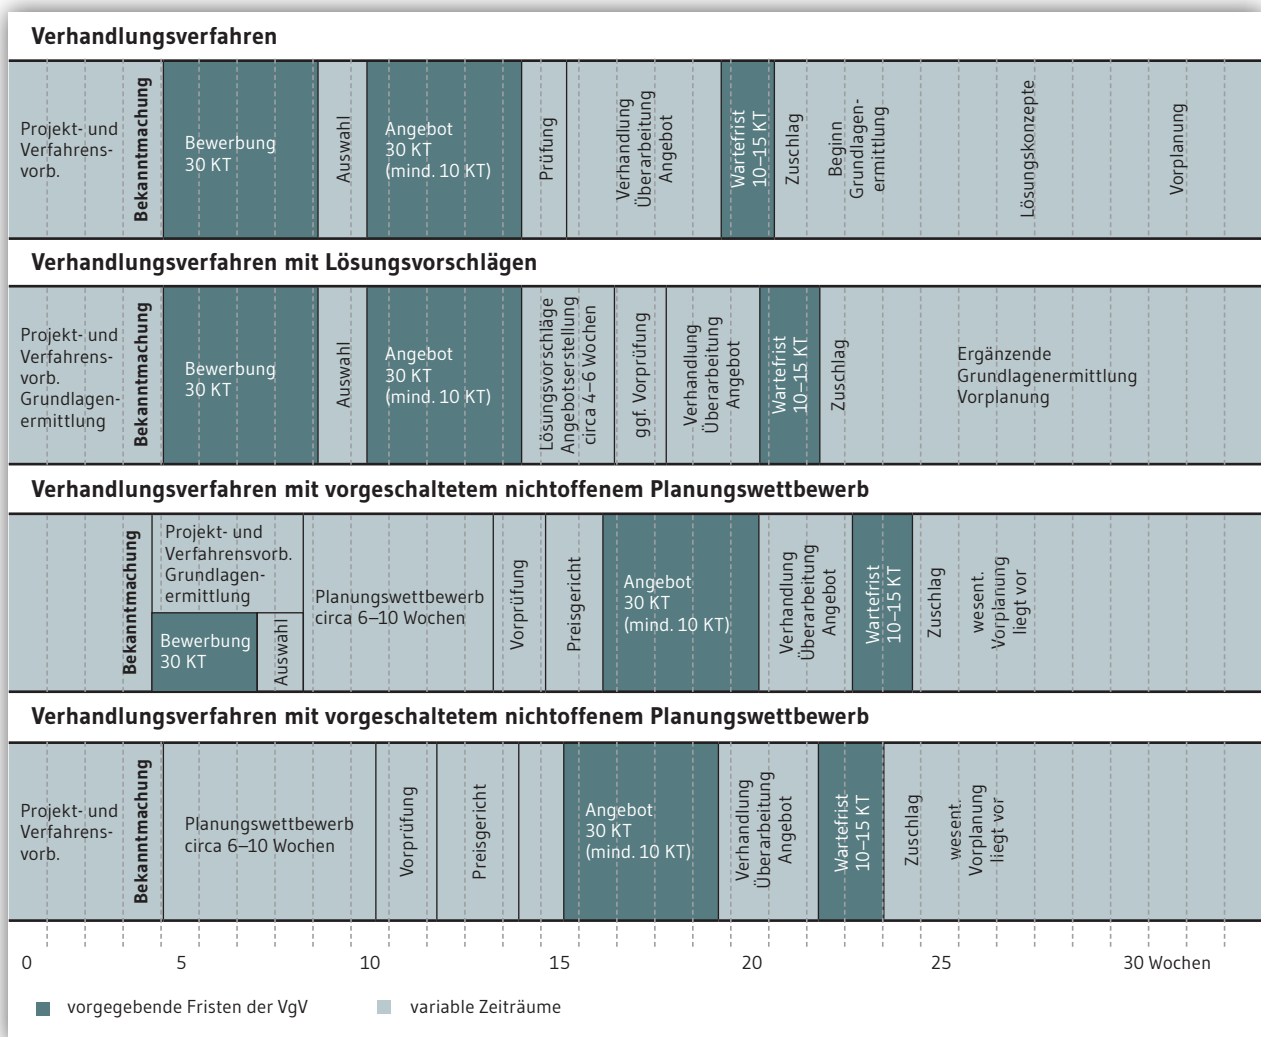 Verhandlungsverfahren
Projekt- und
Verfahrens-
vorb.
Bekanntmachung
Bewerbung
30 KT
Auswahl
Angebot
30 KT
(mind. 10 KT)
Prüfung
Verhandlung
Überarbeitung
Angebot
Wartefrist
10–15 KT
Zuschlag
Beginn
Grundlagen-
ermittlung
Lösungskonzepte
Vorplanung
Verhandlungsverfahren mit Lösungsvorschlägen
Projekt- und
Verfahrens-
vorb.
Grundlagen-
ermittlung
Bekanntmachung
Bewerbung
30 KT
Auswahl
Angebot
30 KT
(mind. 10 KT)
Lösungsvorschläge
Angebotserstellung
circa 4–6 Wochen
ggf. Vorprüfung
Verhandlung
Überarbeitung
Angebot
Wartefrist
10–15 KT
Zuschlag
Ergänzende
Grundlagenermittlung
Vorplanung
Verhandlungsverfahren mit vorgeschaltetem nichtoffenem Planungswettbewerb
Bekanntmachung
Projekt- und
Verfahrensvorb.
Grundlagen-
ermittlung
Bewerbung
30 KT
Auswahl
Planungswettbewerb
circa 6–10 Wochen
Vorprüfung
Preisgericht
Angebot
30 KT
(mind. 10 KT)
Verhandlung
Überarbeitung
Angebot
Wartefrist
10–15 KT
Zuschlag
wesent.
Vorplanung
liegt vor
Verhandlungsverfahren mit vorgeschaltetem nichtoffenem Planungswettbewerb
Projekt- und
Verfahrens-
vorb.
Bekanntmachung
Planungswettbewerb
circa 6–10 Wochen
Vorprüfung
Preisgericht
Angebot
30 KT
(mind. 10 KT)
Verhandlung
Überarbeitung
Angebot
Wartefrist
10–15 KT
Zuschlag
wesent.
Vorplanung
liegt vor
0 5 10 15 20 25 30 Wochen
vorgegebende Fristen der VgV
variable Zeiträume